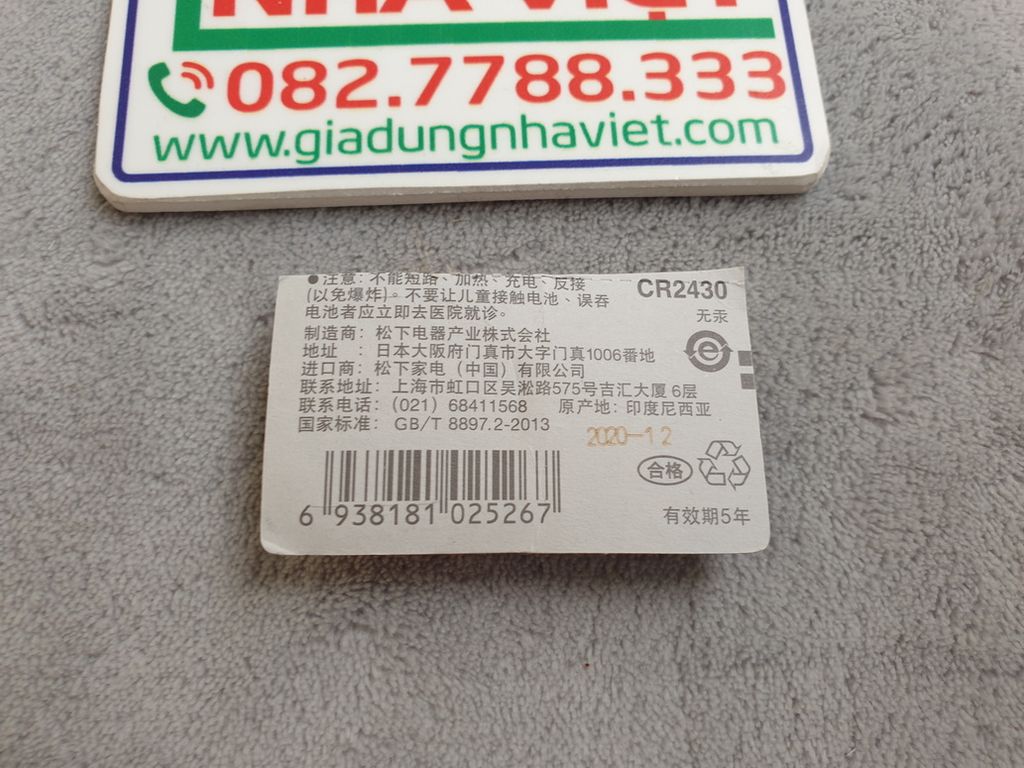 NHÀ VIỆT
082.7788.333
www.giadungnhaviet.com
●注意：不能短路、加热、充电、反接
(以免爆炸)。不要让儿童接触电池、误吞
电池者应立即去医院就诊。
CR2430
无汞
制造商：松下电器产业株式会社
地址 ：日本大阪府门真市大字门真1006番地
进口商：松下家电（中国）有限公司
联系地址：上海市虹口区吴淞路575号吉汇大厦 6层
联系电话：（021）68411568 原产地：印度尼西亚
国家标准： GB/T 8897.2-2013
2020-12
合格
6 938181 025267
有效期5年